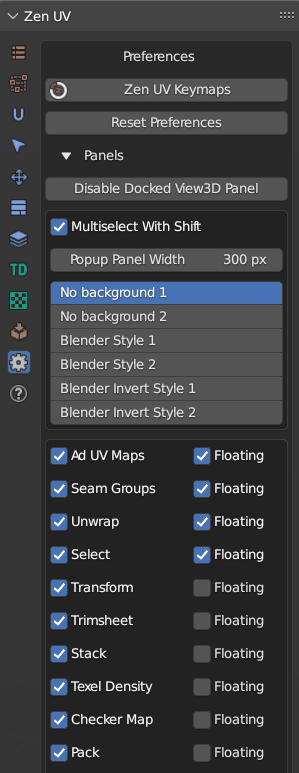 Zen UV
Preferences
Zen UV Keymaps
Reset Preferences
Panels
Disable Docked View3D Panel
Multiselect With Shift
Popup Panel Width 300 px
No background 1
No background 2
Blender Style 1
Blender Style 2
Blender Invert Style 1
Blender Invert Style 2
TD
Ad UV Maps Floating
Seam Groups Floating
Unwrap Floating
Select Floating
Transform Floating
Trimsheet Floating
Stack Floating
Texel Density Floating
Checker Map Floating
Pack Floating